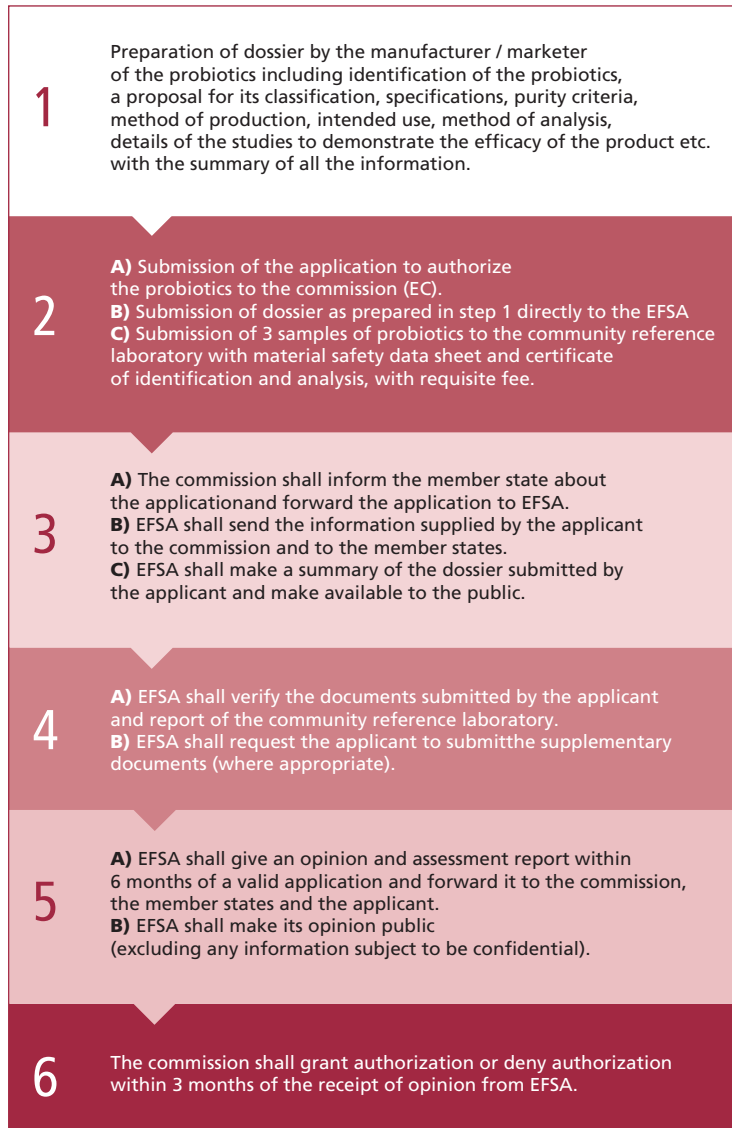 1
Preparation of dossier by the manufacturer / marketer
of the probiotics including identification of the probiotics,
a proposal for its classification, specifications, purity criteria,
method of production, intended use, method of analysis,
details of the studies to demonstrate the efficacy of the product etc.
with the summary of all the information.
2
A) Submission of the application to authorize
the probiotics to the commission (EC).
B) Submission of dossier as prepared in step 1 directly to the EFSA
C) Submission of 3 samples of probiotics to the community reference
laboratory with material safety data sheet and certificate
of identification and analysis, with requisite fee.
3
A) The commission shall inform the member state about
the applicationand forward the application to EFSA.
B) EFSA shall send the information supplied by the applicant
to the commission and to the member states.
C) EFSA shall make a summary of the dossier submitted by
the applicant and make available to the public.
4
A) EFSA shall verify the documents submitted by the applicant
and report of the community reference laboratory.
B) EFSA shall request the applicant to submitthe supplementary
documents (where appropriate).
5
A) EFSA shall give an opinion and assessment report within
6 months of a valid application and forward it to the commission,
the member states and the applicant.
B) EFSA shall make its opinion public
(excluding any information subject to be confidential).
6
The commission shall grant authorization or deny authorization
within 3 months of the receipt of opinion from EFSA.